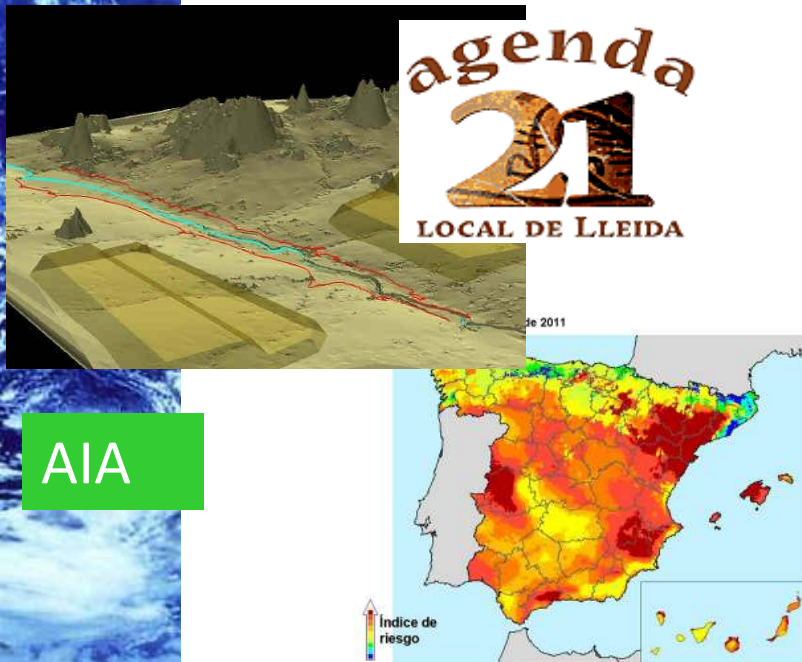 agenda
21
LOCAL DE LLEIDA
de 2011
AIA
Índice de
riesgo